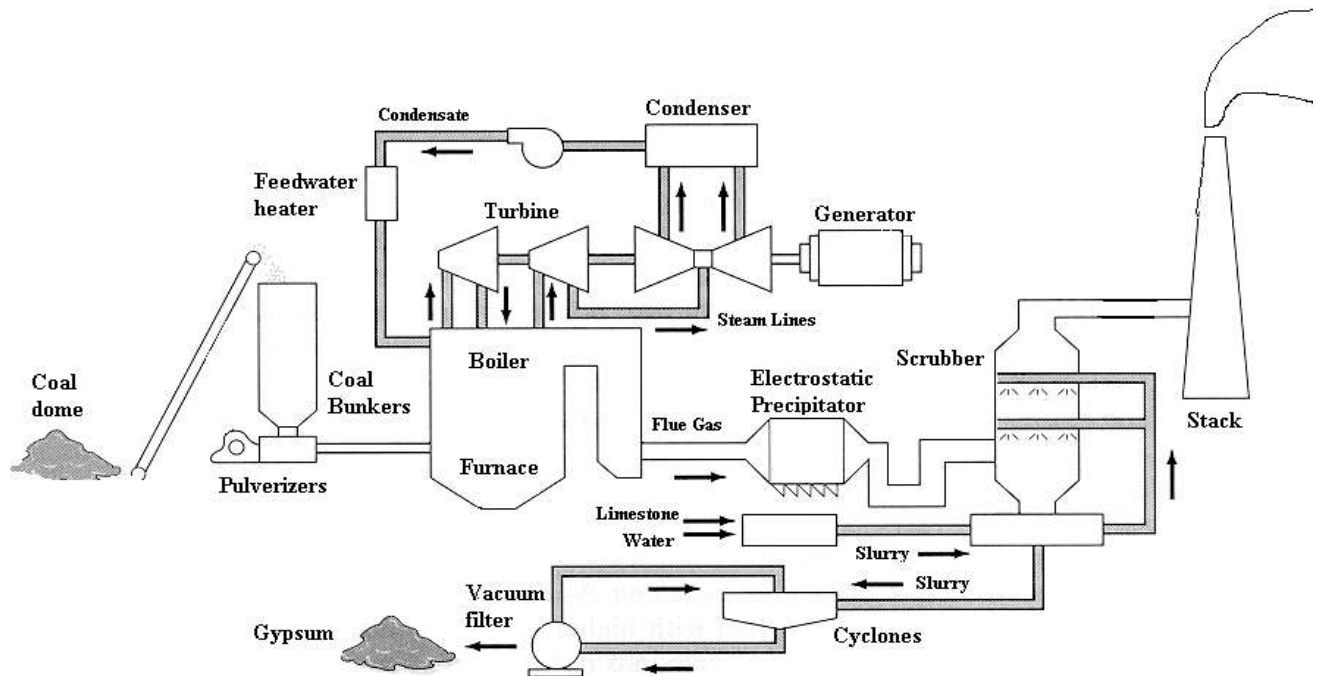 Condensate
Condenser
Feedwater
heater
Turbine
Generator
Steam Lines
Coal
dome
Coal
Bunkers
Boiler
Electrostatic
Precipitator
Scrubber
Stack
Flue Gas
Furnace
Pulverizers
Limestone
Water
Slurry
Slurry
Vacuum
filter
Cyclones
Gypsum